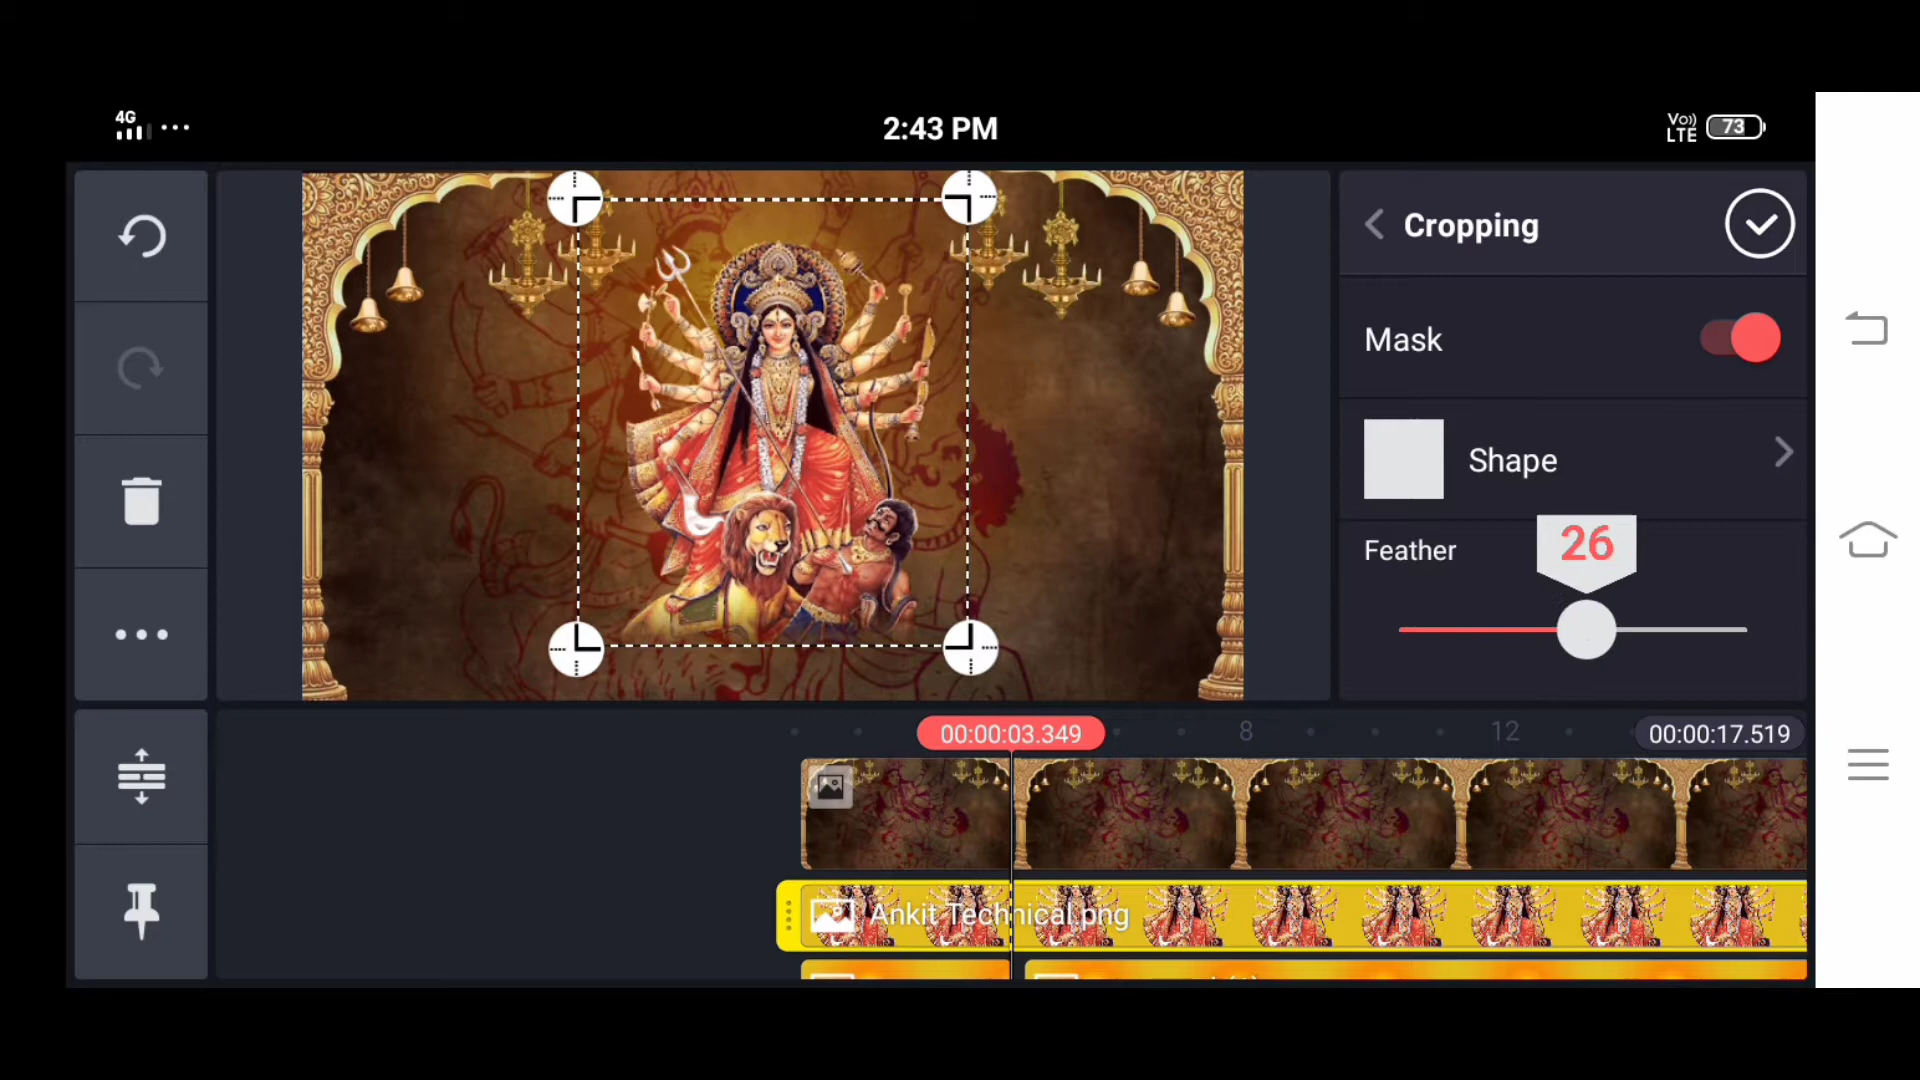 4G
2:43 PM
Vo))
LTE
73
Cropping
Mask
Shape
Feather
26
00:00:03.349
8
12
00:00:17.519
Ankit Technical.png